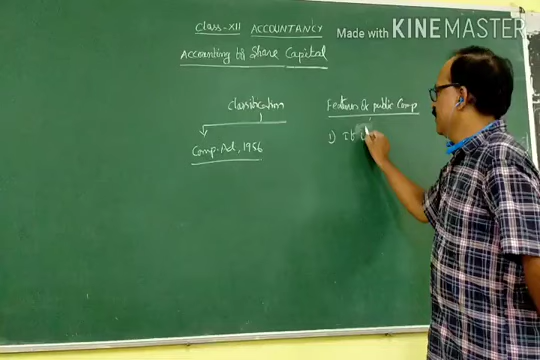 Made with KINEMASTER
Class-XII ACCOUNTANCY
Accounting to Share Capital
Classification
Comp. Act, 1956
Features of public Comp
1) It